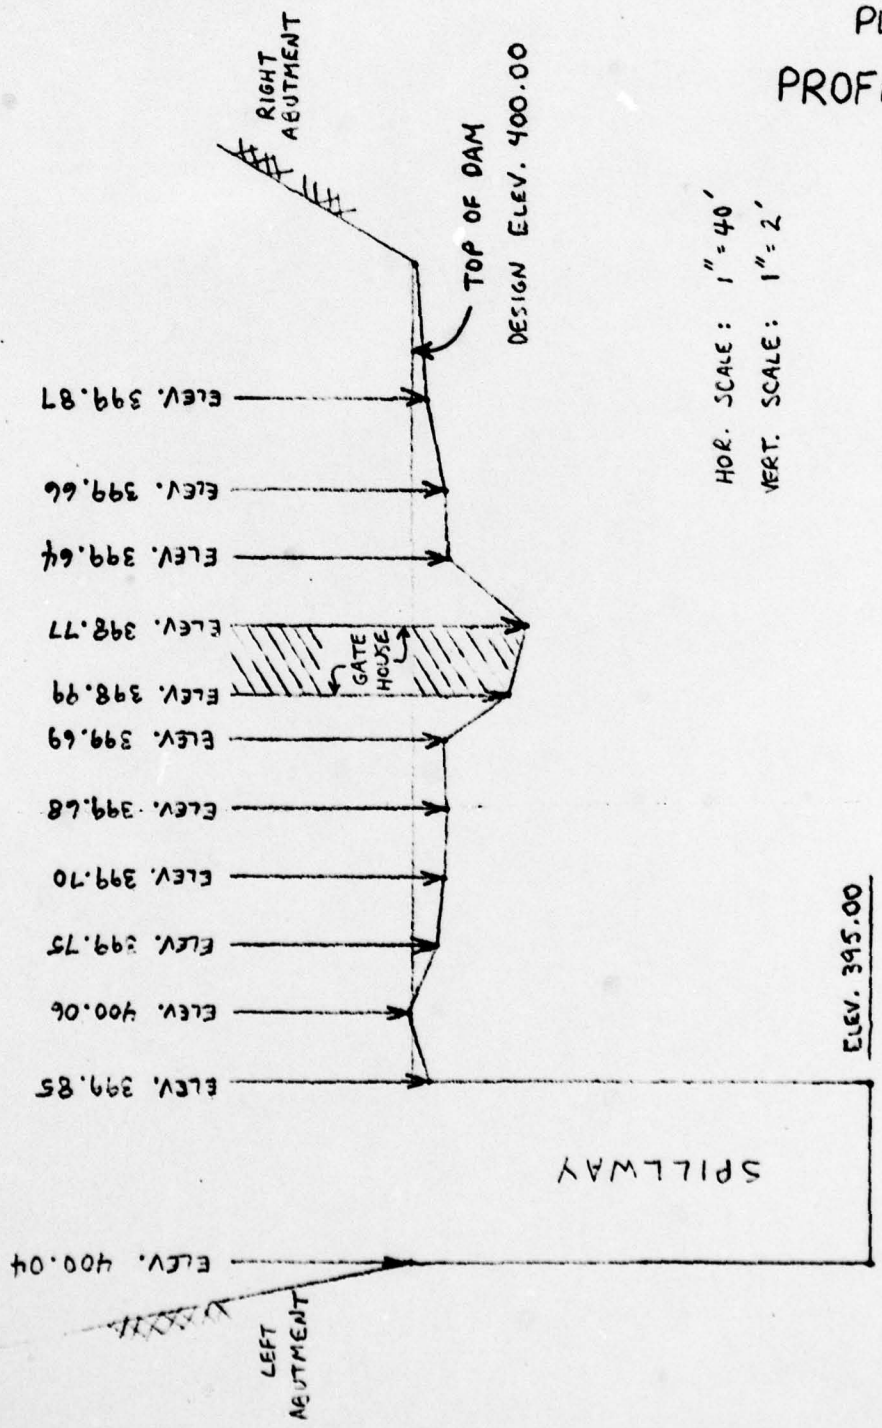 PROF
RIGHT
ABUTMENT
TOP OF DAM
DESIGN ELEV. 400.00
HOR. SCALE: 1" = 40'
VERT. SCALE: 1" = 2'
ELEV. 399.87
ELEV. 399.66
ELEV. 399.64
ELEV. 398.77
GATE
HOUSE
ELEV. 398.99
ELEV. 399.69
ELEV. 399.68
ELEV. 399.70
ELEV. 399.75
ELEV. 400.06
ELEV. 399.85
SPILLWAY
ELEV. 395.00
ELEV. 400.04
LEFT
ABUTMENT